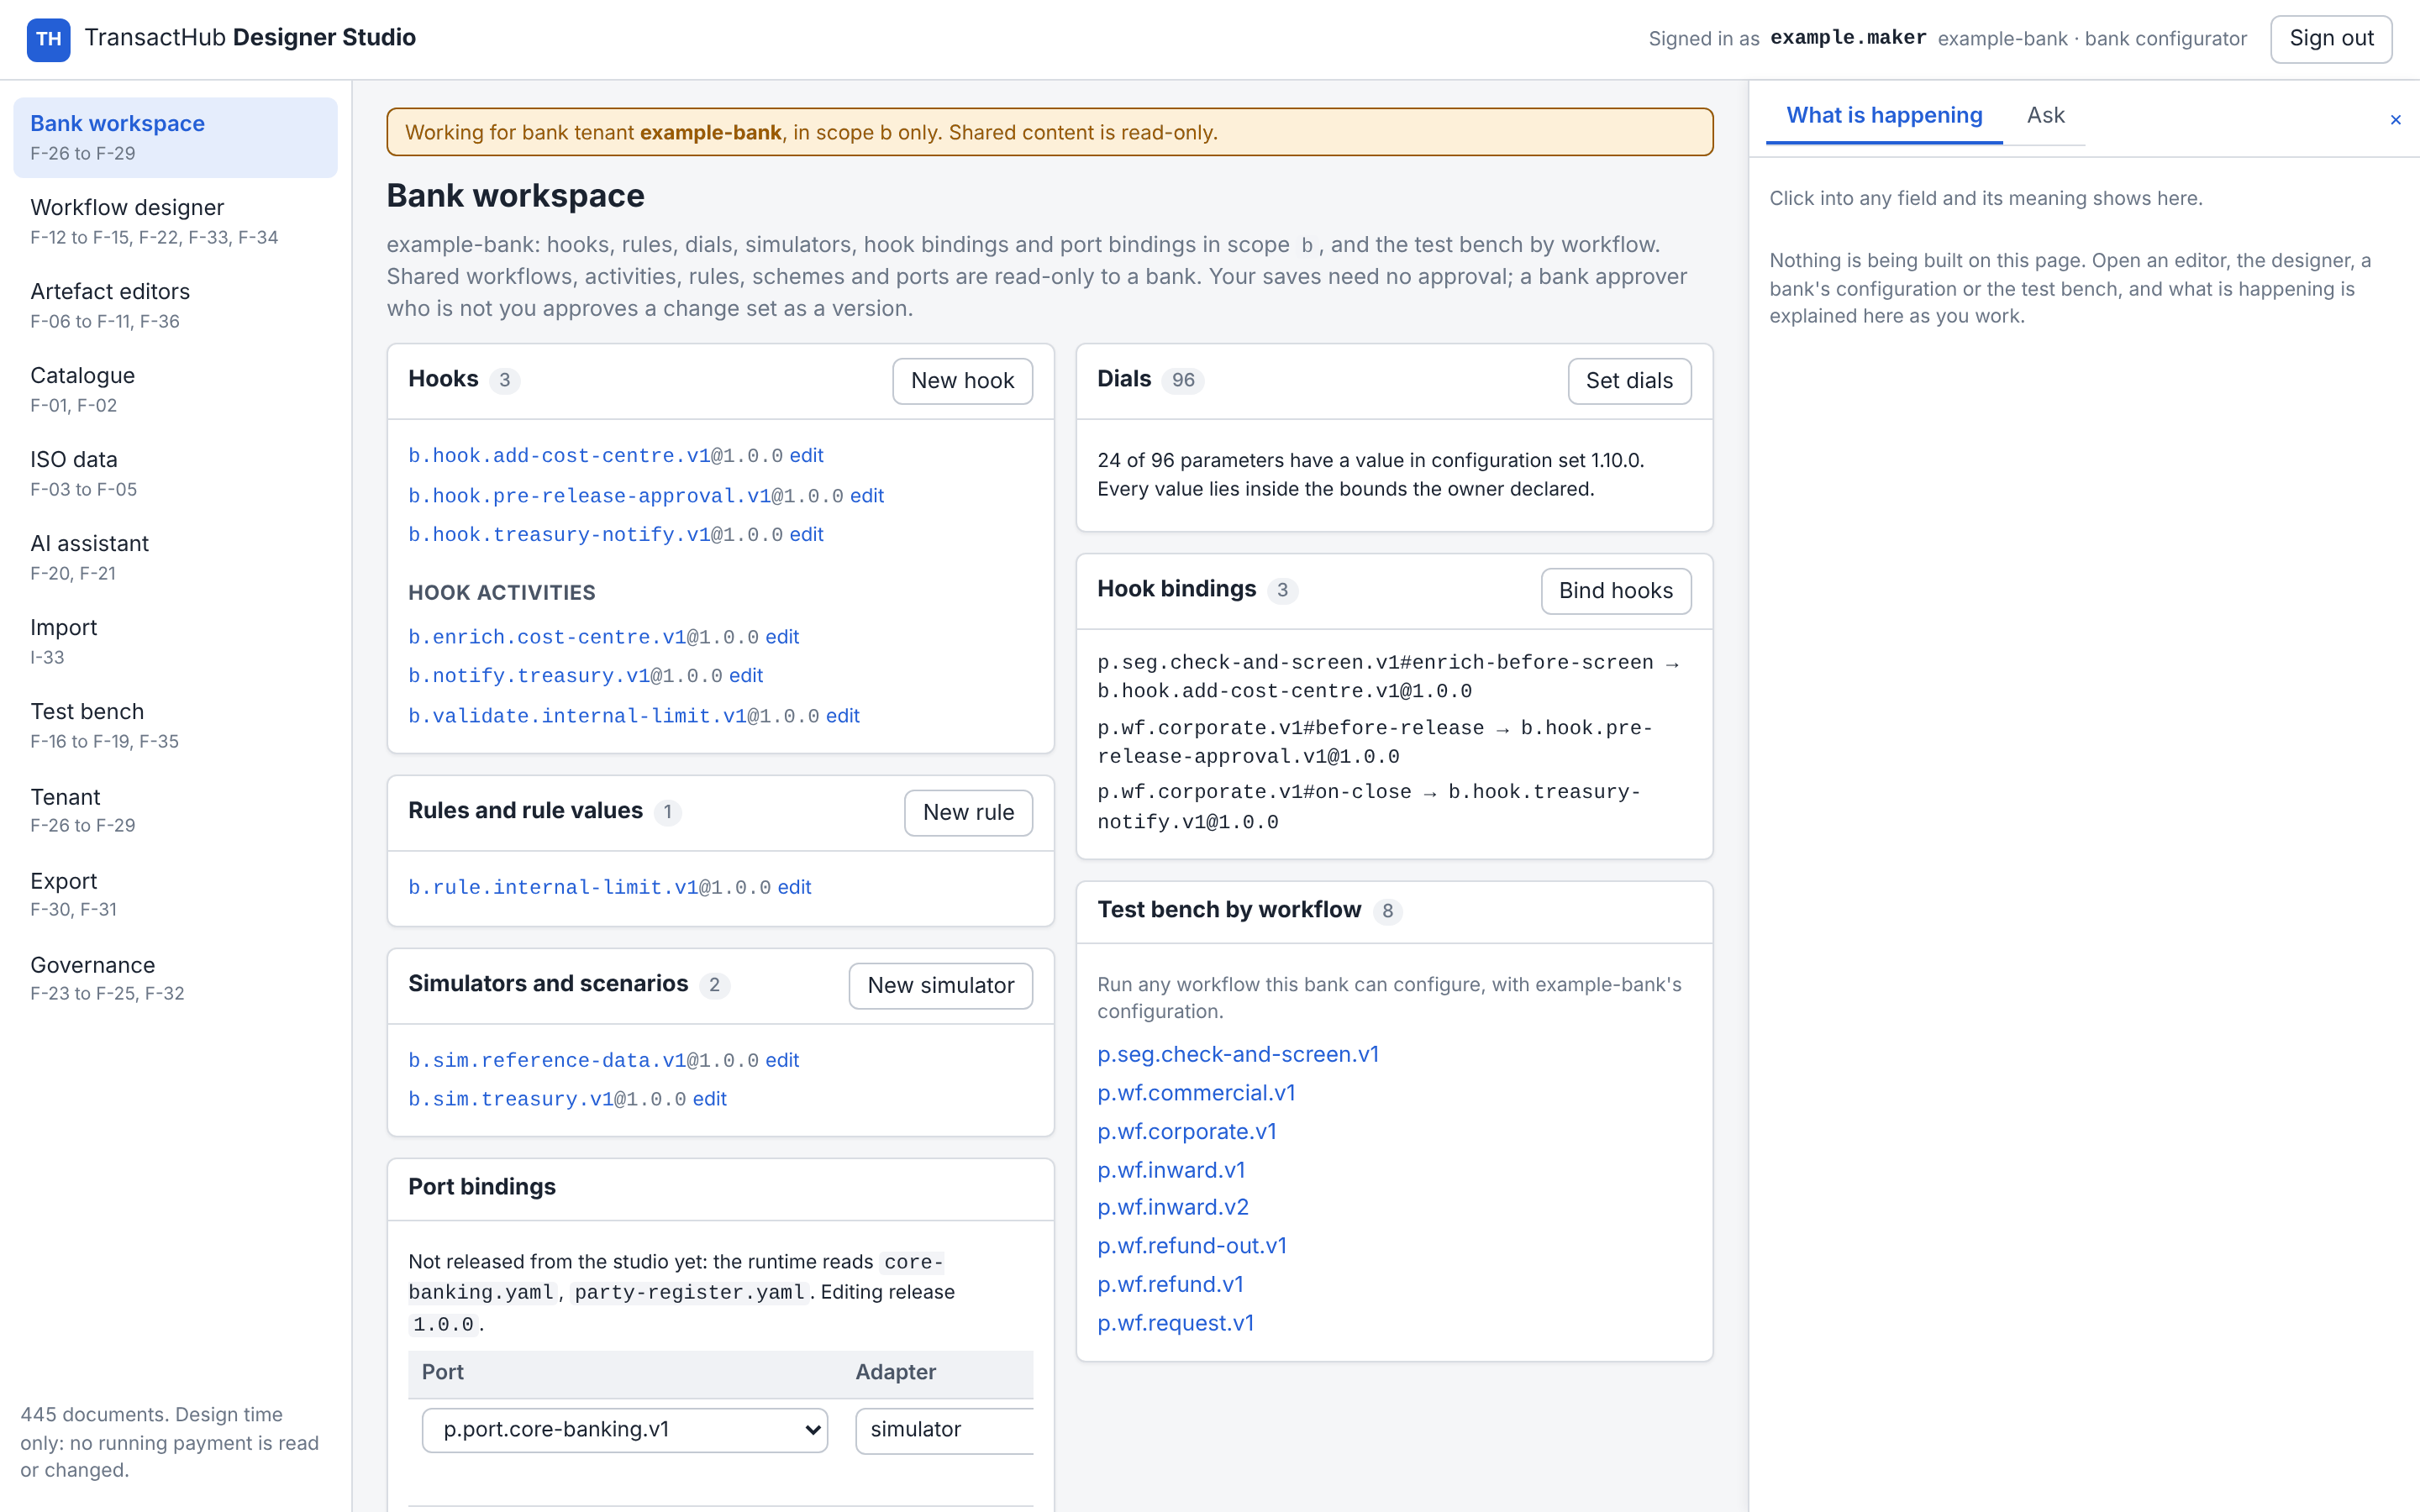 TH TransactHub Designer Studio
Signed in as example.maker example-bank · bank configurator Sign out
Bank workspace
F-26 to F-29
Workflow designer
F-12 to F-15, F-22, F-33, F-34
Artefact editors
F-06 to F-11, F-36
Catalogue
F-01, F-02
ISO data
F-03 to F-05
AI assistant
F-20, F-21
Import
I-33
Test bench
F-16 to F-19, F-35
Tenant
F-26 to F-29
Export
F-30, F-31
Governance
F-23 to F-25, F-32
445 documents. Design time
only: no running payment is read
or changed.
Working for bank tenant example-bank, in scope b only. Shared content is read-only.
Bank workspace
example-bank: hooks, rules, dials, simulators, hook bindings and port bindings in scope b, and the test bench by workflow.
Shared workflows, activities, rules, schemes and ports are read-only to a bank. Your saves need no approval; a bank approver
who is not you approves a change set as a version.
Hooks 3 New hook
b.hook.add-cost-centre.v1@1.0.0 edit
b.hook.pre-release-approval.v1@1.0.0 edit
b.hook.treasury-notify.v1@1.0.0 edit
HOOK ACTIVITIES
b.enrich.cost-centre.v1@1.0.0 edit
b.notify.treasury.v1@1.0.0 edit
b.validate.internal-limit.v1@1.0.0 edit
Rules and rule values 1 New rule
b.rule.internal-limit.v1@1.0.0 edit
Simulators and scenarios 2 New simulator
b.sim.reference-data.v1@1.0.0 edit
b.sim.treasury.v1@1.0.0 edit
Port bindings
Not released from the studio yet: the runtime reads core-
banking.yaml, party-register.yaml. Editing release
1.0.0.
Port Adapter
p.port.core-banking.v1 simulator
Dials 96 Set dials
24 of 96 parameters have a value in configuration set 1.10.0.
Every value lies inside the bounds the owner declared.
Hook bindings 3 Bind hooks
p.seg.check-and-screen.v1#enrich-before-screen →
b.hook.add-cost-centre.v1@1.0.0
p.wf.corporate.v1#before-release → b.hook.pre-
release-approval.v1@1.0.0
p.wf.corporate.v1#on-close → b.hook.treasury-
notify.v1@1.0.0
Test bench by workflow 8
Run any workflow this bank can configure, with example-bank's
configuration.
p.seg.check-and-screen.v1
p.wf.commercial.v1
p.wf.corporate.v1
p.wf.inward.v1
p.wf.inward.v2
p.wf.refund-out.v1
p.wf.refund.v1
p.wf.request.v1
What is happening Ask ×
Click into any field and its meaning shows here.
Nothing is being built on this page. Open an editor, the designer, a
bank's configuration or the test bench, and what is happening is
explained here as you work.